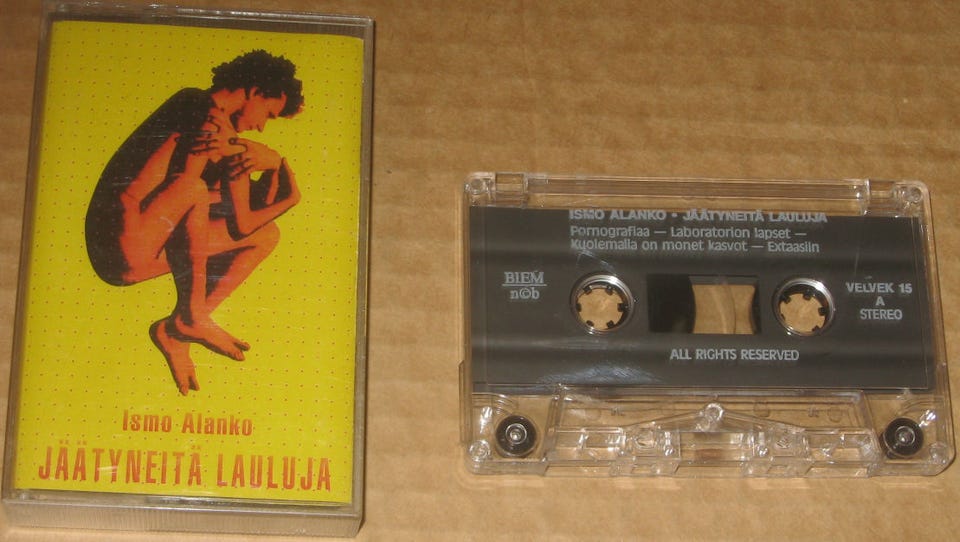 Ismo Alanko
JÄÄTYNEITÄ LAULUJA
ISMO ALANKO • JÄÄTYNEITÄ LAULUJA
Pornografiaa — Laboratorion lapset —
Kuolemalla on monet kasvot — Extaasiin
BIEM
n©b
VELVEK 15
A
STEREO
ALL RIGHTS RESERVED